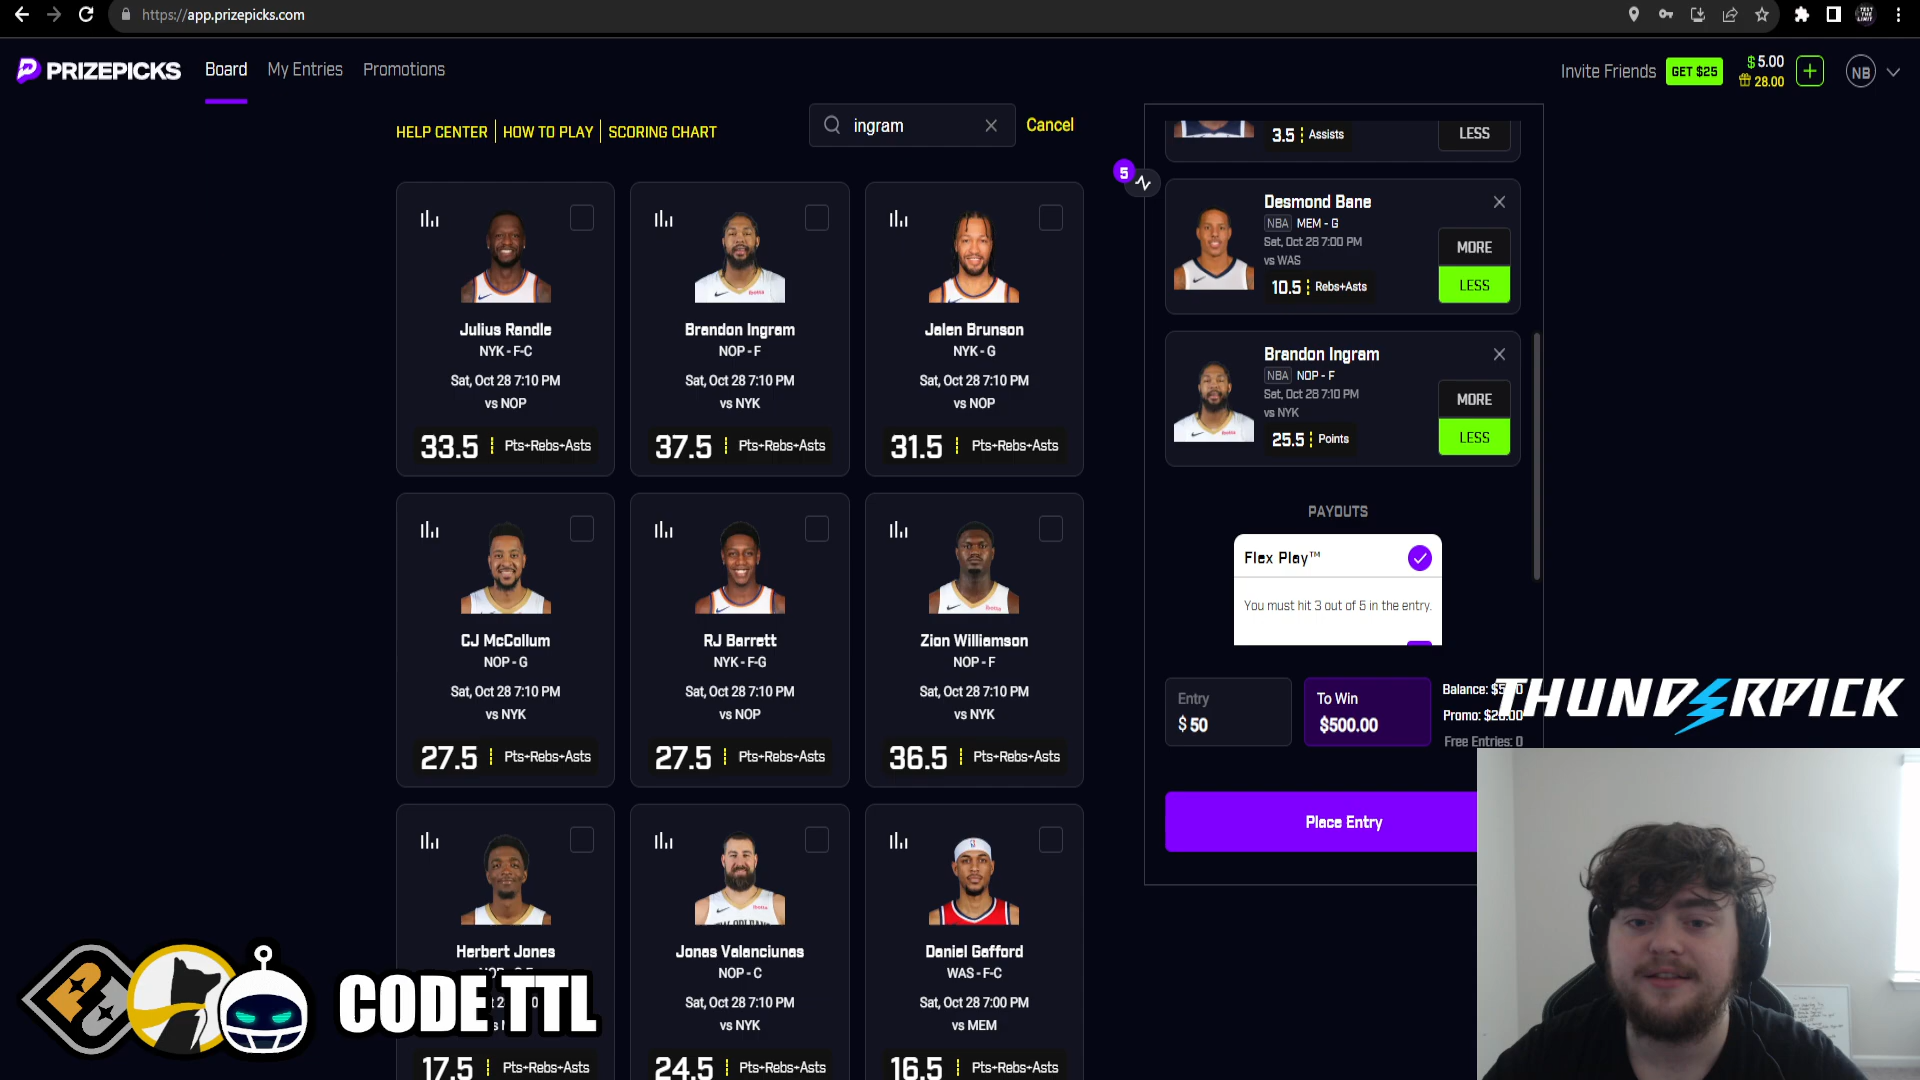 https://app.prizepicks.com
PRIZEPICKS
Board
My Entries
Promotions
Invite Friends
GET $25
$5.00
28.00
NB
HELP CENTER
HOW TO PLAY
SCORING CHART
ingram
Cancel
Julius Randle
NYK - F-C
Sat, Oct 28 7:10 PM
vs NOP
33.5
Pts+Rebs+Asts
Brandon Ingram
NOP - F
Sat, Oct 28 7:10 PM
vs NYK
37.5
Pts+Rebs+Asts
Jalen Brunson
NYK - G
Sat, Oct 28 7:10 PM
vs NOP
31.5
Pts+Rebs+Asts
CJ McCollum
NOP - G
Sat, Oct 28 7:10 PM
vs NYK
27.5
Pts+Rebs+Asts
RJ Barrett
NYK - F-G
Sat, Oct 28 7:10 PM
vs NOP
27.5
Pts+Rebs+Asts
Zion Williamson
NOP - F
Sat, Oct 28 7:10 PM
vs NYK
36.5
Pts+Rebs+Asts
Herbert Jones
17.5
Pts+Rebs+Asts
Jonas Valanciunas
NOP - C
Sat, Oct 28 7:10 PM
vs NYK
24.5
Pts+Rebs+Asts
Daniel Gafford
WAS - F-C
Sat, Oct 28 7:00 PM
vs MEM
16.5
Pts+Rebs+Asts
5
3.5
Assists
LESS
Desmond Bane
NBA MEM - G
Sat, Oct 28 7:00 PM
vs WAS
10.5
Rebs+Asts
MORE
LESS
Brandon Ingram
NBA NOP - F
Sat, Oct 28 7:10 PM
vs NYK
25.5
Points
MORE
LESS
PAYOUTS
Flex Play™
You must hit 3 out of 5 in the entry.
Entry
$50
To Win
$500.00
Balance:
Promo:
Free Entries: 0
Place Entry
THUNDERPICK
CODE TTL